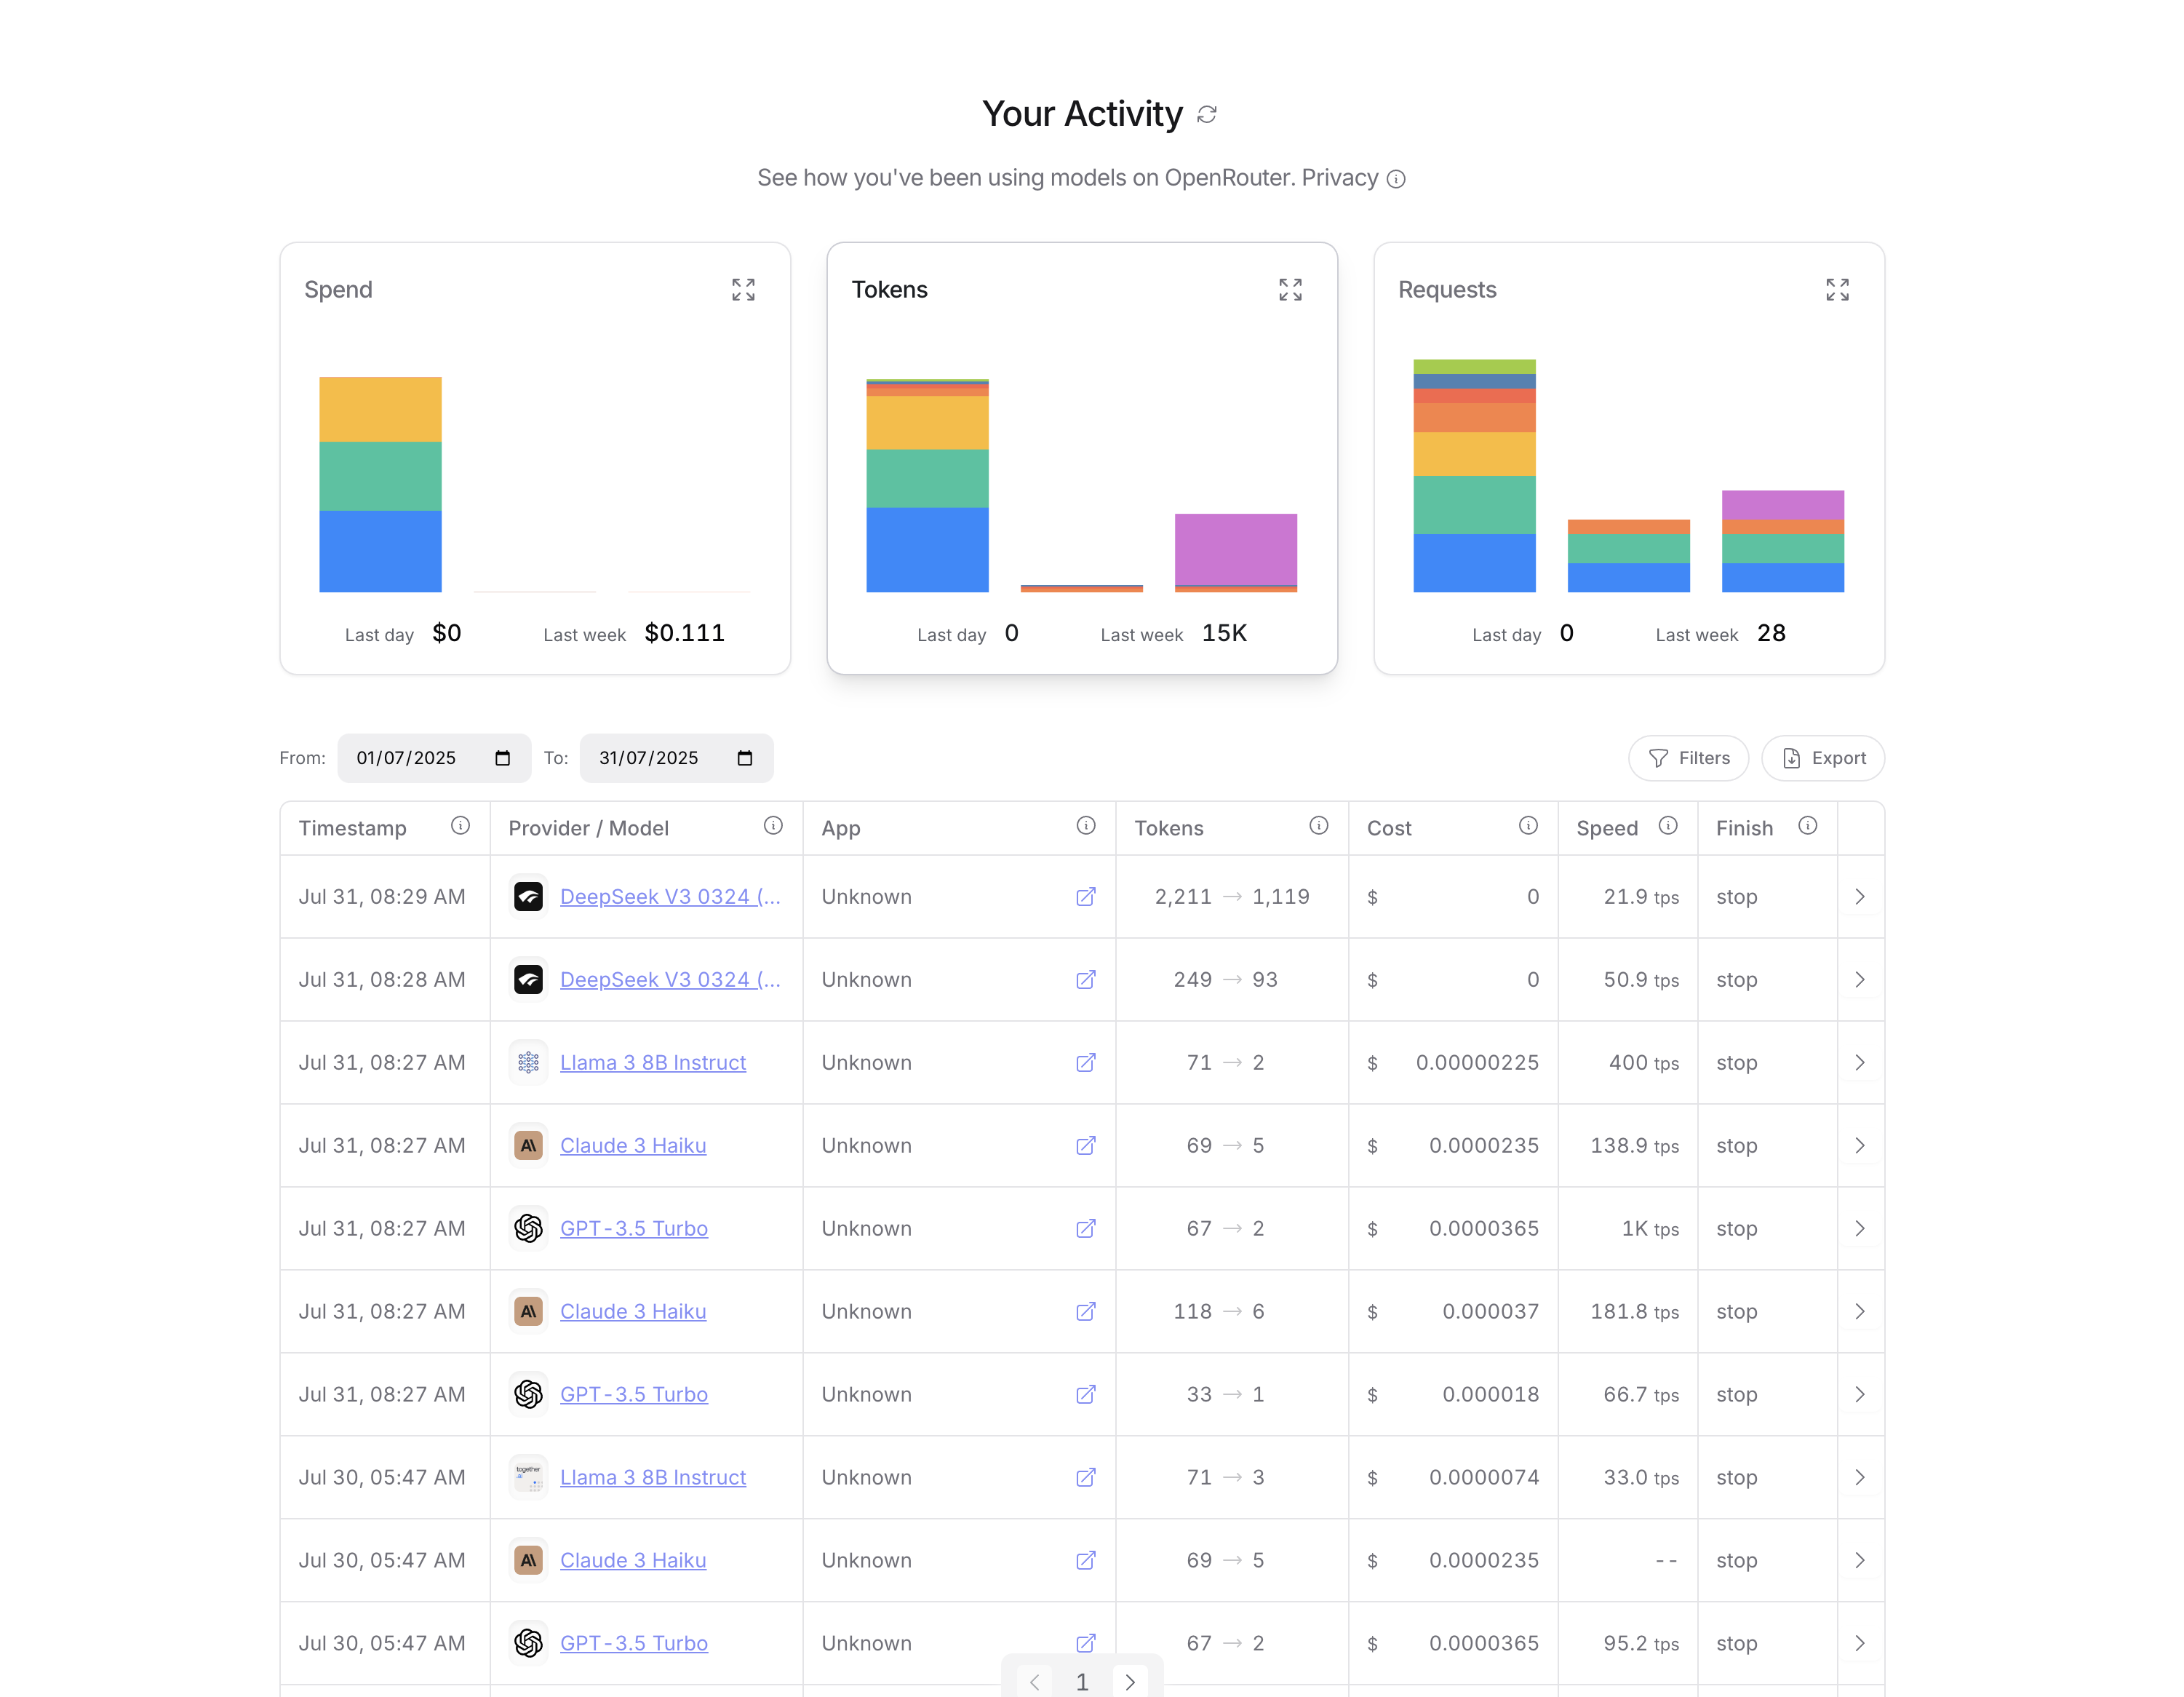 Your Activity
See how you've been using models on OpenRouter. Privacy
Spend
Last day $0 Last week $0.111
Tokens
Last day 0 Last week 15K
Requests
Last day 0 Last week 28
From: 01/07/2025 To: 31/07/2025 Filters Export
Timestamp Provider / Model App Tokens Cost Speed Finish
Jul 31, 08:29 AM DeepSeek V3 0324 (... Unknown 2,211 → 1,119 $ 0 21.9 tps stop
Jul 31, 08:28 AM DeepSeek V3 0324 (... Unknown 249 → 93 $ 0 50.9 tps stop
Jul 31, 08:27 AM Llama 3 8B Instruct Unknown 71 → 2 $ 0.00000225 400 tps stop
Jul 31, 08:27 AM Claude 3 Haiku Unknown 69 → 5 $ 0.0000235 138.9 tps stop
Jul 31, 08:27 AM GPT-3.5 Turbo Unknown 67 → 2 $ 0.0000365 1K tps stop
Jul 31, 08:27 AM Claude 3 Haiku Unknown 118 → 6 $ 0.000037 181.8 tps stop
Jul 31, 08:27 AM GPT-3.5 Turbo Unknown 33 → 1 $ 0.000018 66.7 tps stop
Jul 30, 05:47 AM together Llama 3 8B Instruct Unknown 71 → 3 $ 0.0000074 33.0 tps stop
Jul 30, 05:47 AM Claude 3 Haiku Unknown 69 → 5 $ 0.0000235 -- stop
Jul 30, 05:47 AM GPT-3.5 Turbo Unknown 67 → 2 $ 0.0000365 95.2 tps stop
1